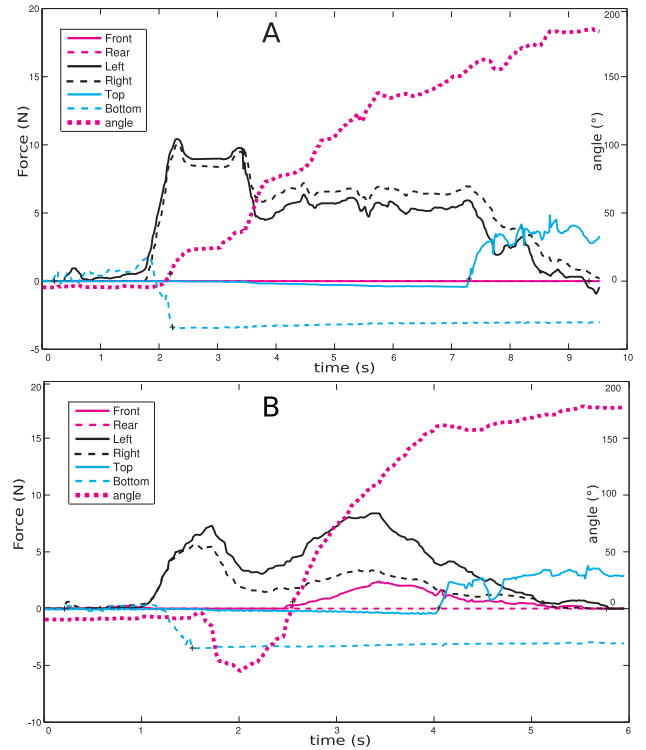 A
Front
Rear
Left
Right
Top
Bottom
angle
Force (N)
20
15
10
5
0
-5
200
150
100
50
0
angle (°)
0 1 2 3 4 5 6 7 8 9 10
time (s)
B
Front
Rear
Left
Right
Top
Bottom
angle
Force (N)
20
15
10
5
0
-5
-10
200
150
100
50
0
angle (°)
0 1 2 3 4 5 6
time (s)